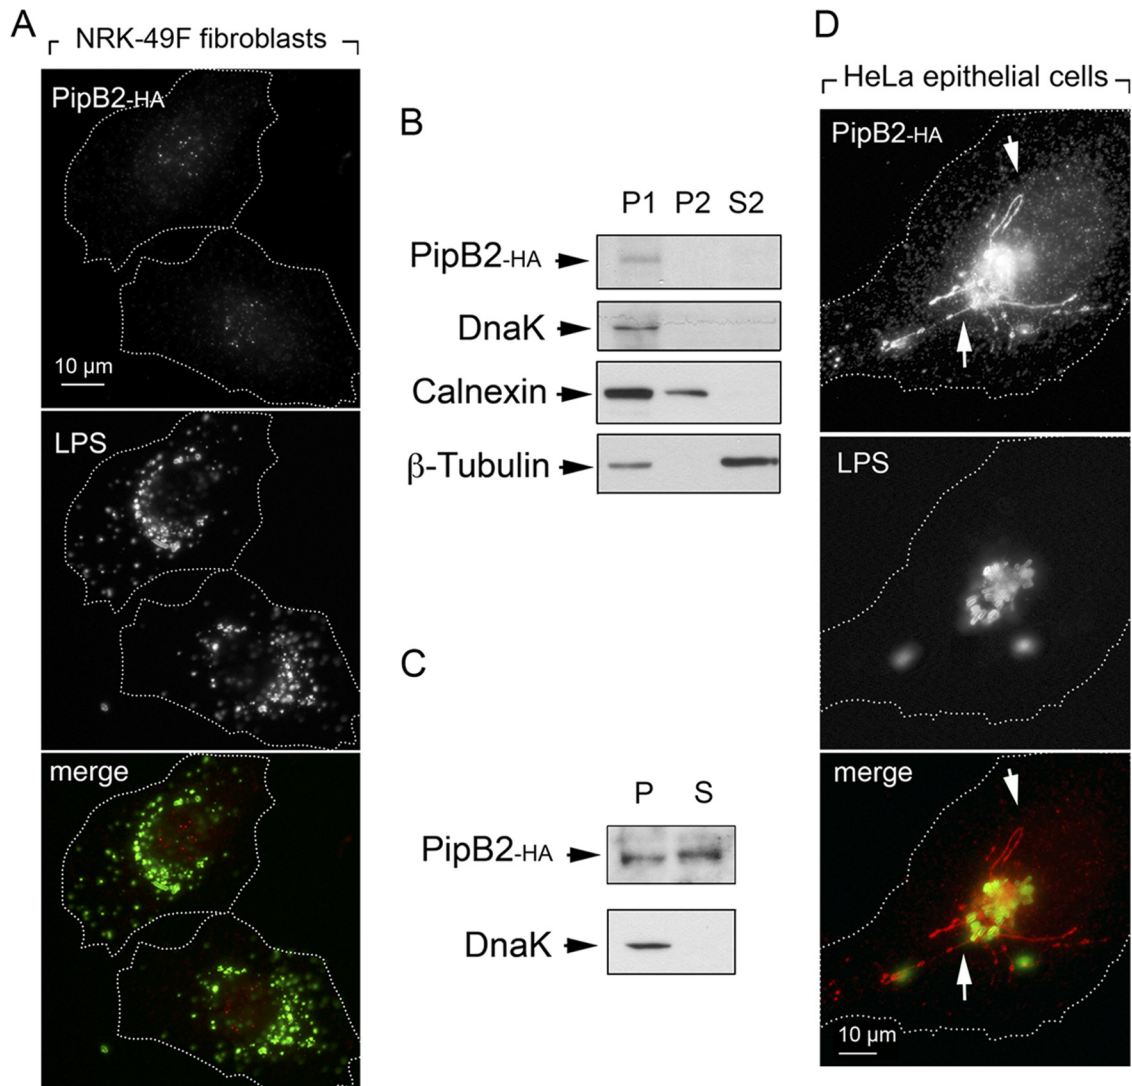 A
NRK-49F fibroblasts
PipB2-HA
10 µm
LPS
merge
B
P1 P2 S2
PipB2-HA
DnaK
Calnexin
β-Tubulin
C
P S
PipB2-HA
DnaK
D
HeLa epithelial cells
PipB2-HA
LPS
merge
10 µm